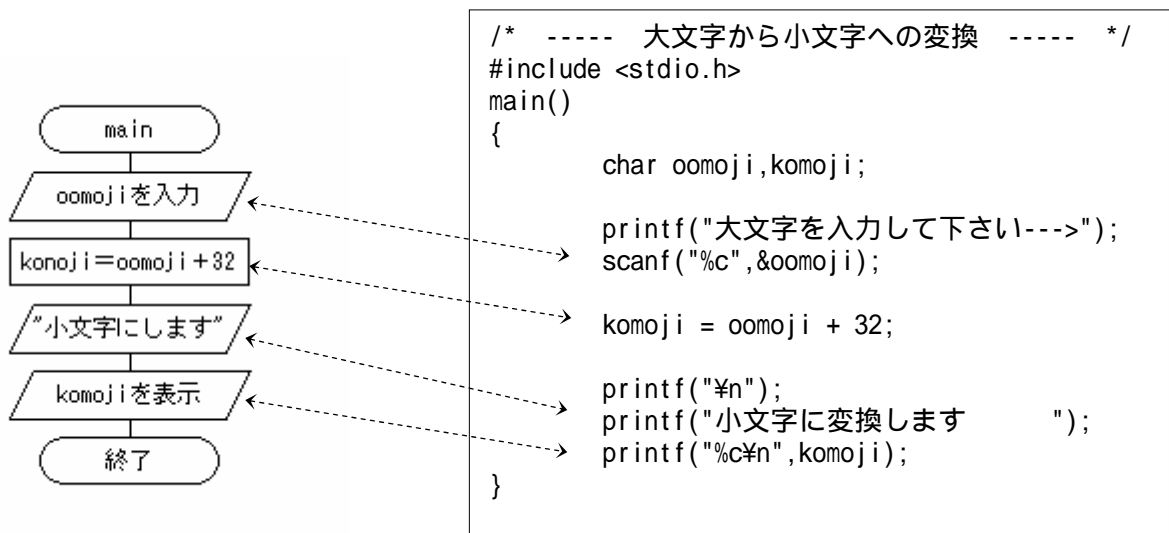 main
oomojiを入力
konoji＝oomoji＋32
”小文字にします”
komojiを表示
終了
/* ----- 大文字から小文字への変換 ----- */
#include <stdio.h>
main()
{
char oomoji,komoji;
printf("大文字を入力して下さい--->");
scanf("%c",&oomoji);
komoji = oomoji + 32;
printf("¥n");
printf("小文字に変換します      ");
printf("%c¥n",komoji);
}